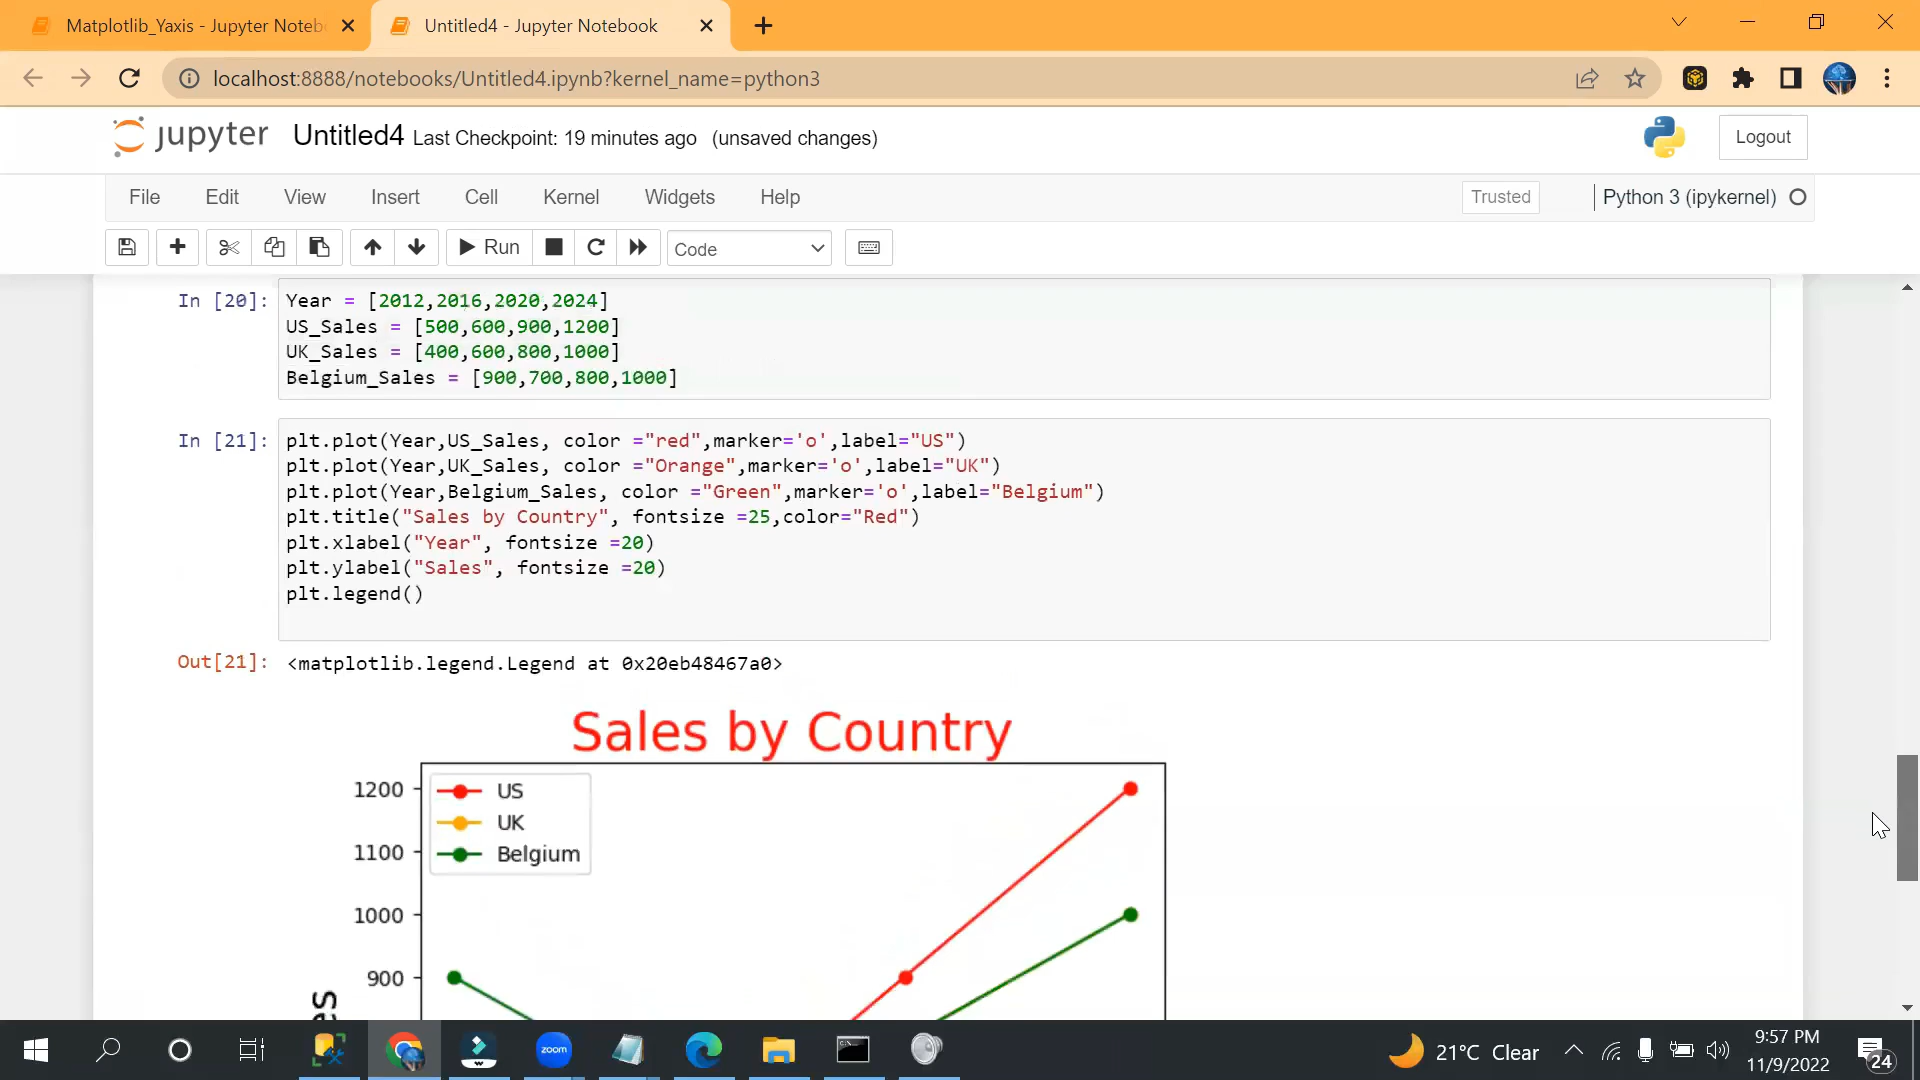 Matplotlib_Yaxis - Jupyter Noteb
Untitled4 - Jupyter Notebook
localhost:8888/notebooks/Untitled4.ipynb?kernel_name=python3
jupyter Untitled4 Last Checkpoint: 19 minutes ago (unsaved changes)
Logout
File Edit View Insert Cell Kernel Widgets Help
Trusted
Python 3 (ipykernel)
Run
Code
In [20]:
Year = [2012,2016,2020,2024]
US_Sales = [500,600,900,1200]
UK_Sales = [400,600,800,1000]
Belgium_Sales = [900,700,800,1000]
In [21]:
plt.plot(Year,US_Sales, color ="red",marker='o',label="US")
plt.plot(Year,UK_Sales, color ="Orange",marker='o',label="UK")
plt.plot(Year,Belgium_Sales, color ="Green",marker='o',label="Belgium")
plt.title("Sales by Country", fontsize =25,color="Red")
plt.xlabel("Year", fontsize =20)
plt.ylabel("Sales", fontsize =20)
plt.legend()
Out[21]:
<matplotlib.legend.Legend at 0x20eb48467a0>
Sales by Country
1200
1100
1000
900
US
UK
Belgium
es
zoom
21°C Clear
9:57 PM
11/9/2022
24